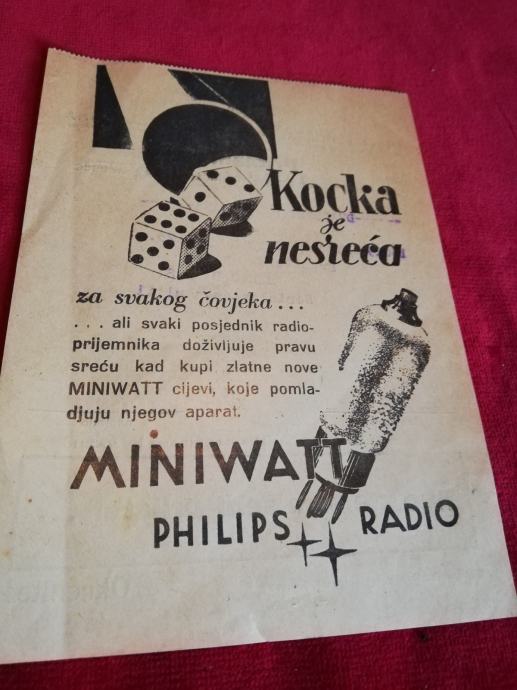 Kocka
je
nesreća
za svakog čovjeka ...
... ali svaki posjednik radio-
prijemnika doživljuje pravu
sreću kad kupi zlatne nove
MINIWATT cijevi, koje pomla-
djuju njegov aparat.
MINIWATT
PHILIPS RADIO